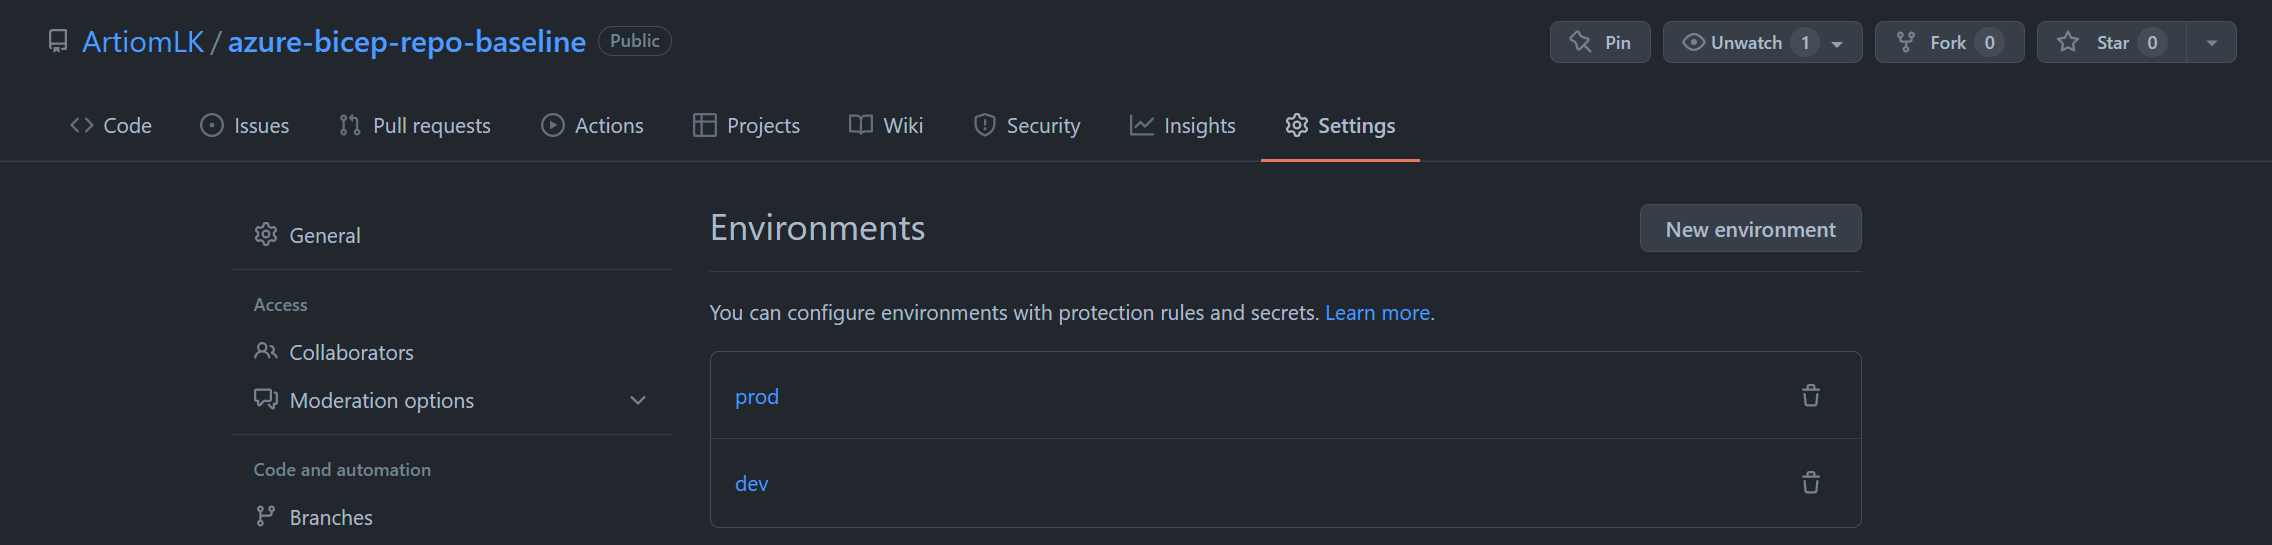 ArtiomLK / azure-bicep-repo-baseline Public Pin Unwatch 1 Fork 0 Star 0
Code Issues Pull requests Actions Projects Wiki Security Insights Settings
General
Access
Collaborators
Moderation options
Code and automation
Branches
Environments New environment
You can configure environments with protection rules and secrets. Learn more.
prod
dev